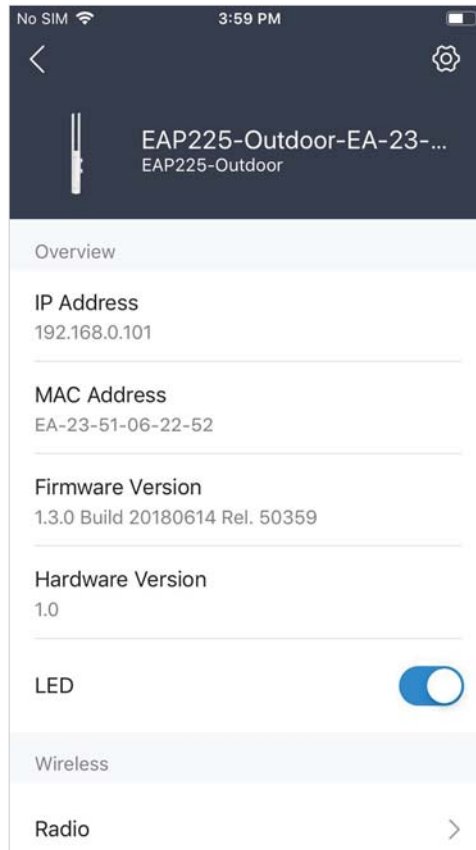 No SIM 3:59 PM
EAP225-Outdoor-EA-23-...
EAP225-Outdoor
Overview
IP Address
192.168.0.101
MAC Address
EA-23-51-06-22-52
Firmware Version
1.3.0 Build 20180614 Rel. 50359
Hardware Version
1.0
LED
Wireless
Radio